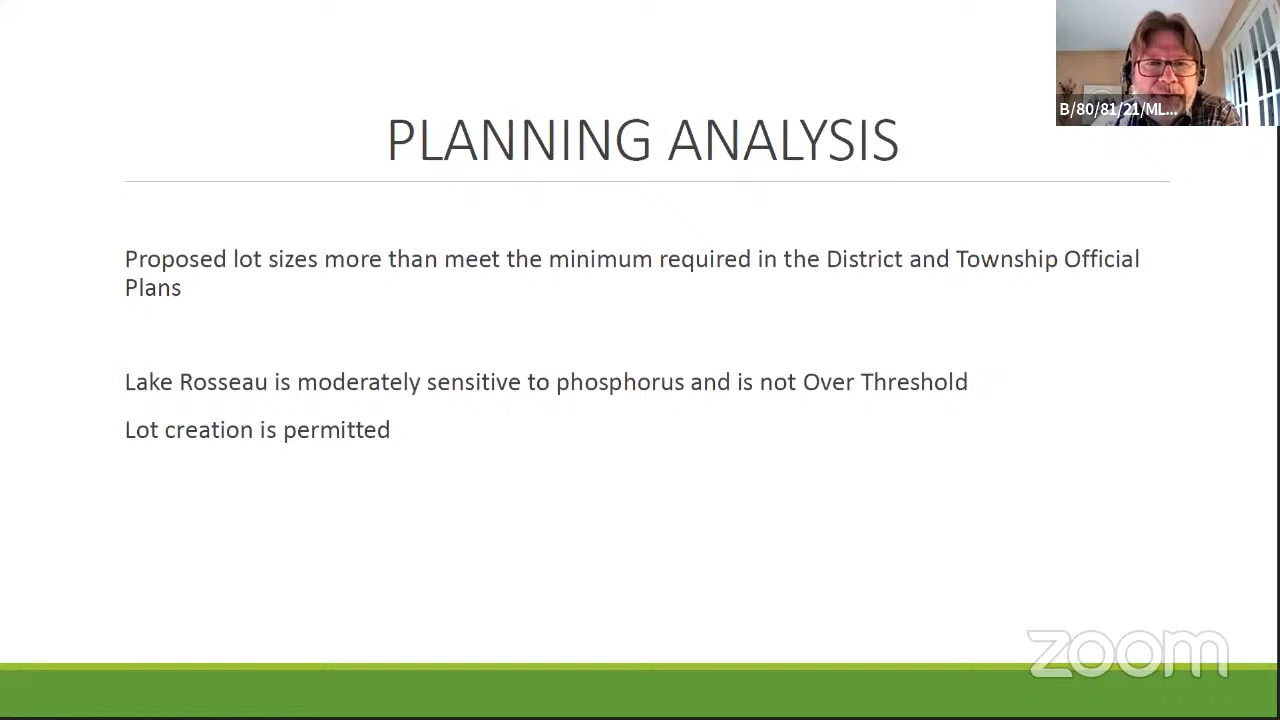 B/80/81/21/ML...
PLANNING ANALYSIS
Proposed lot sizes more than meet the minimum required in the District and Township Official
Plans
Lake Rosseau is moderately sensitive to phosphorus and is not Over Threshold
Lot creation is permitted
zoom